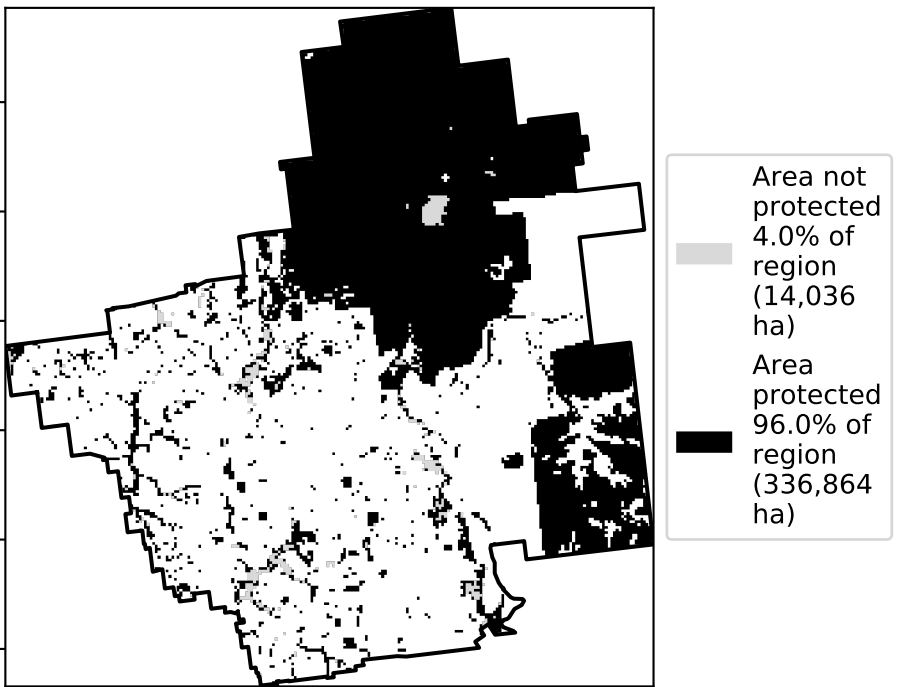 Area not
protected
4.0% of
region
(14,036
ha)
Area
protected
96.0% of
region
(336,864
ha)